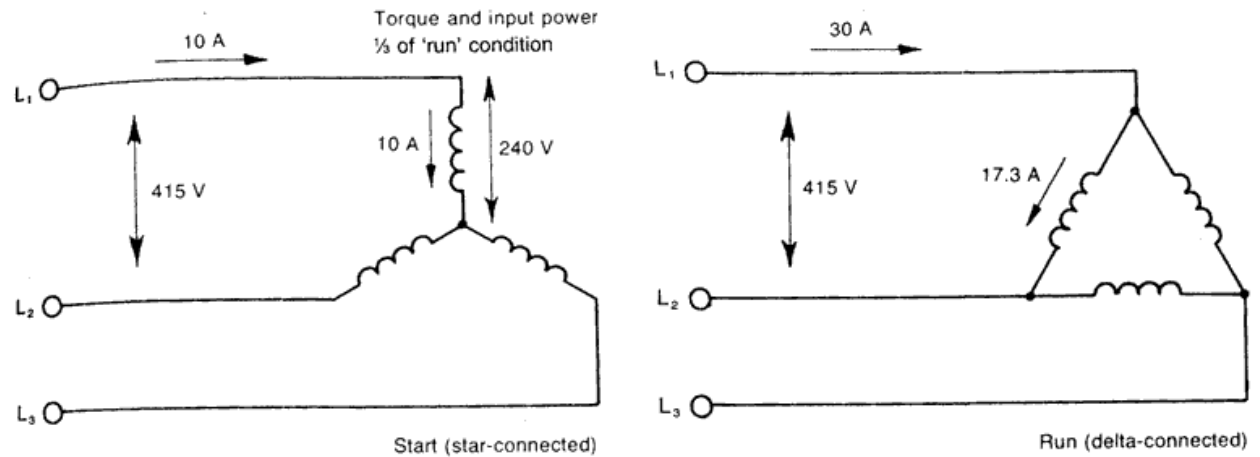 Torque and input power
⅓ of 'run' condition
10 A
L₁
10 A
240 V
415 V
L₂
L₃
Start (star-connected)
30 A
L₁
17.3 A
415 V
L₂
L₃
Run (delta-connected)